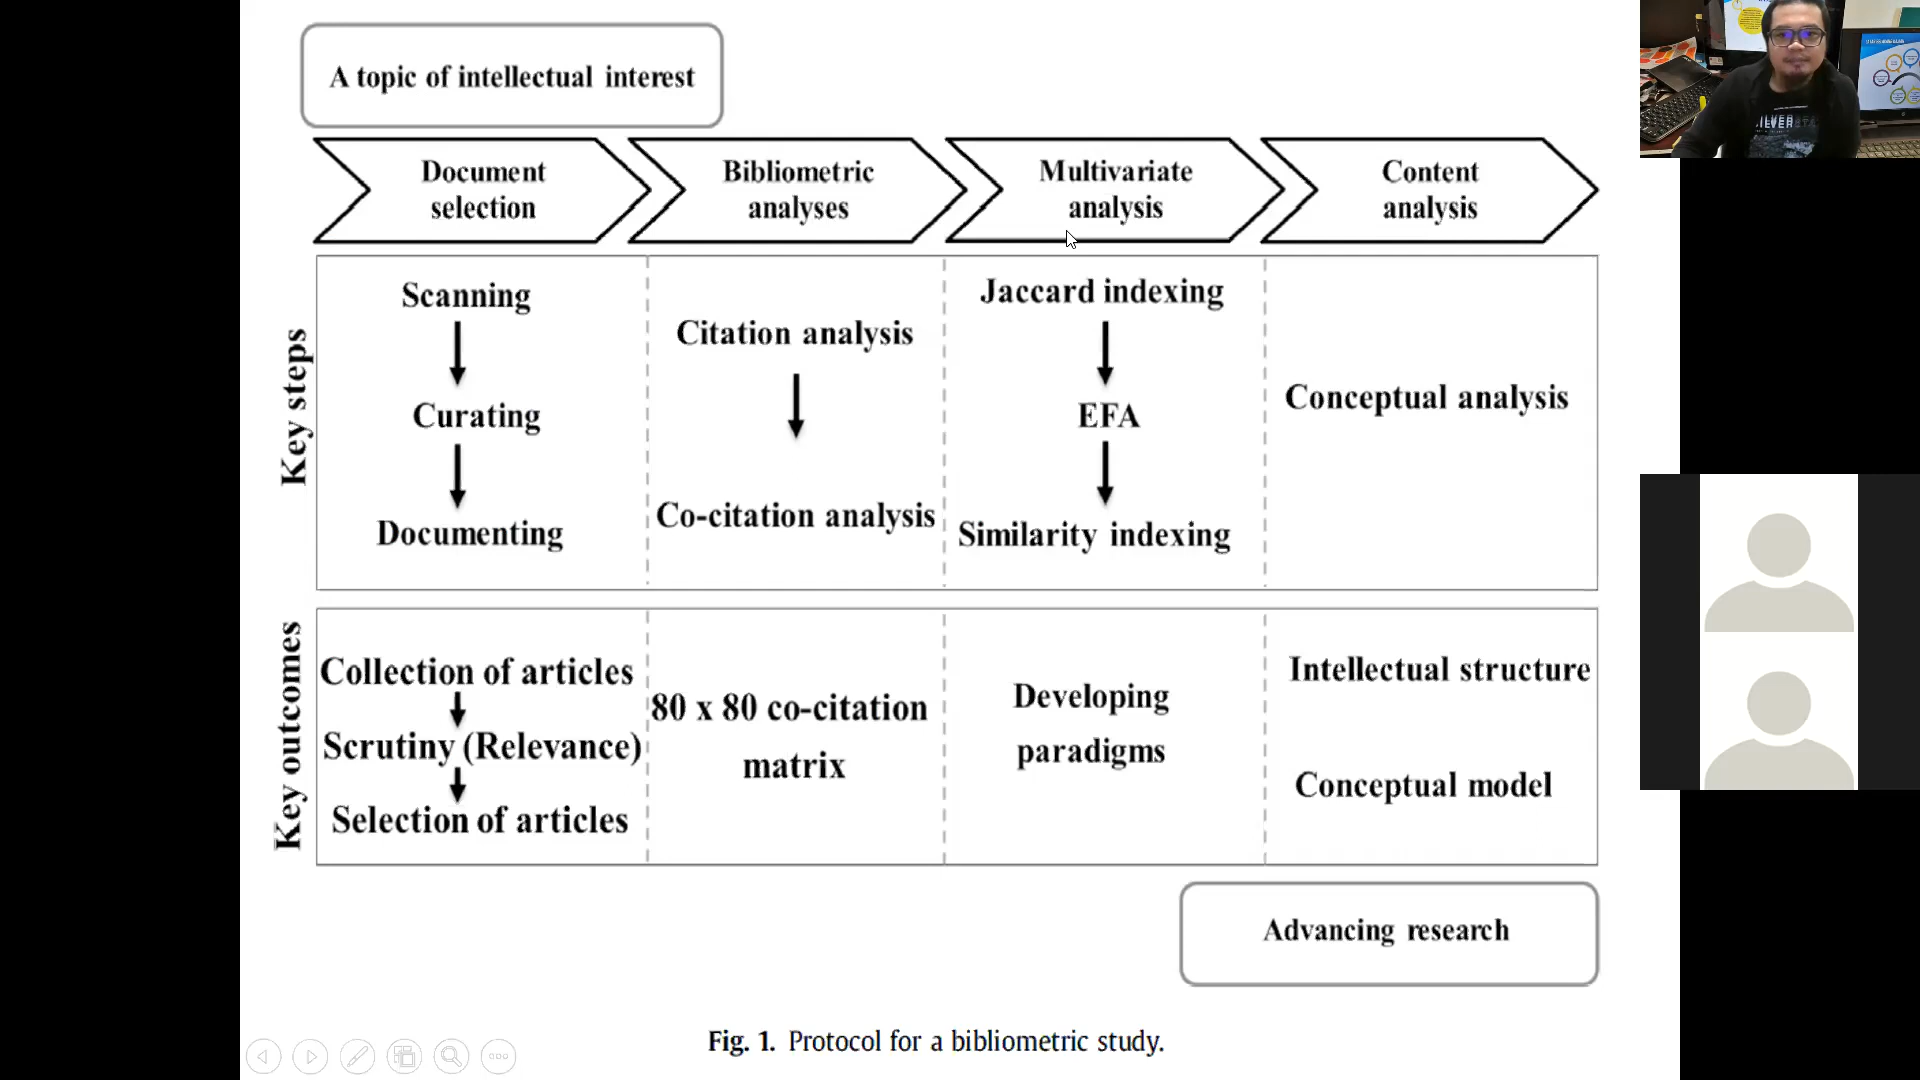 A topic of intellectual interest
Document
selection
Bibliometric
analyses
Multivariate
analysis
Content
analysis
Key steps
Scanning
Curating
Documenting
Citation analysis
Co-citation analysis
Jaccard indexing
EFA
Similarity indexing
Conceptual analysis
Key outcomes
Collection of articles
Scrutiny (Relevance)
Selection of articles
80 x 80 co-citation
matrix
Developing
paradigms
Intellectual structure
Conceptual model
Advancing research
Fig. 1. Protocol for a bibliometric study.